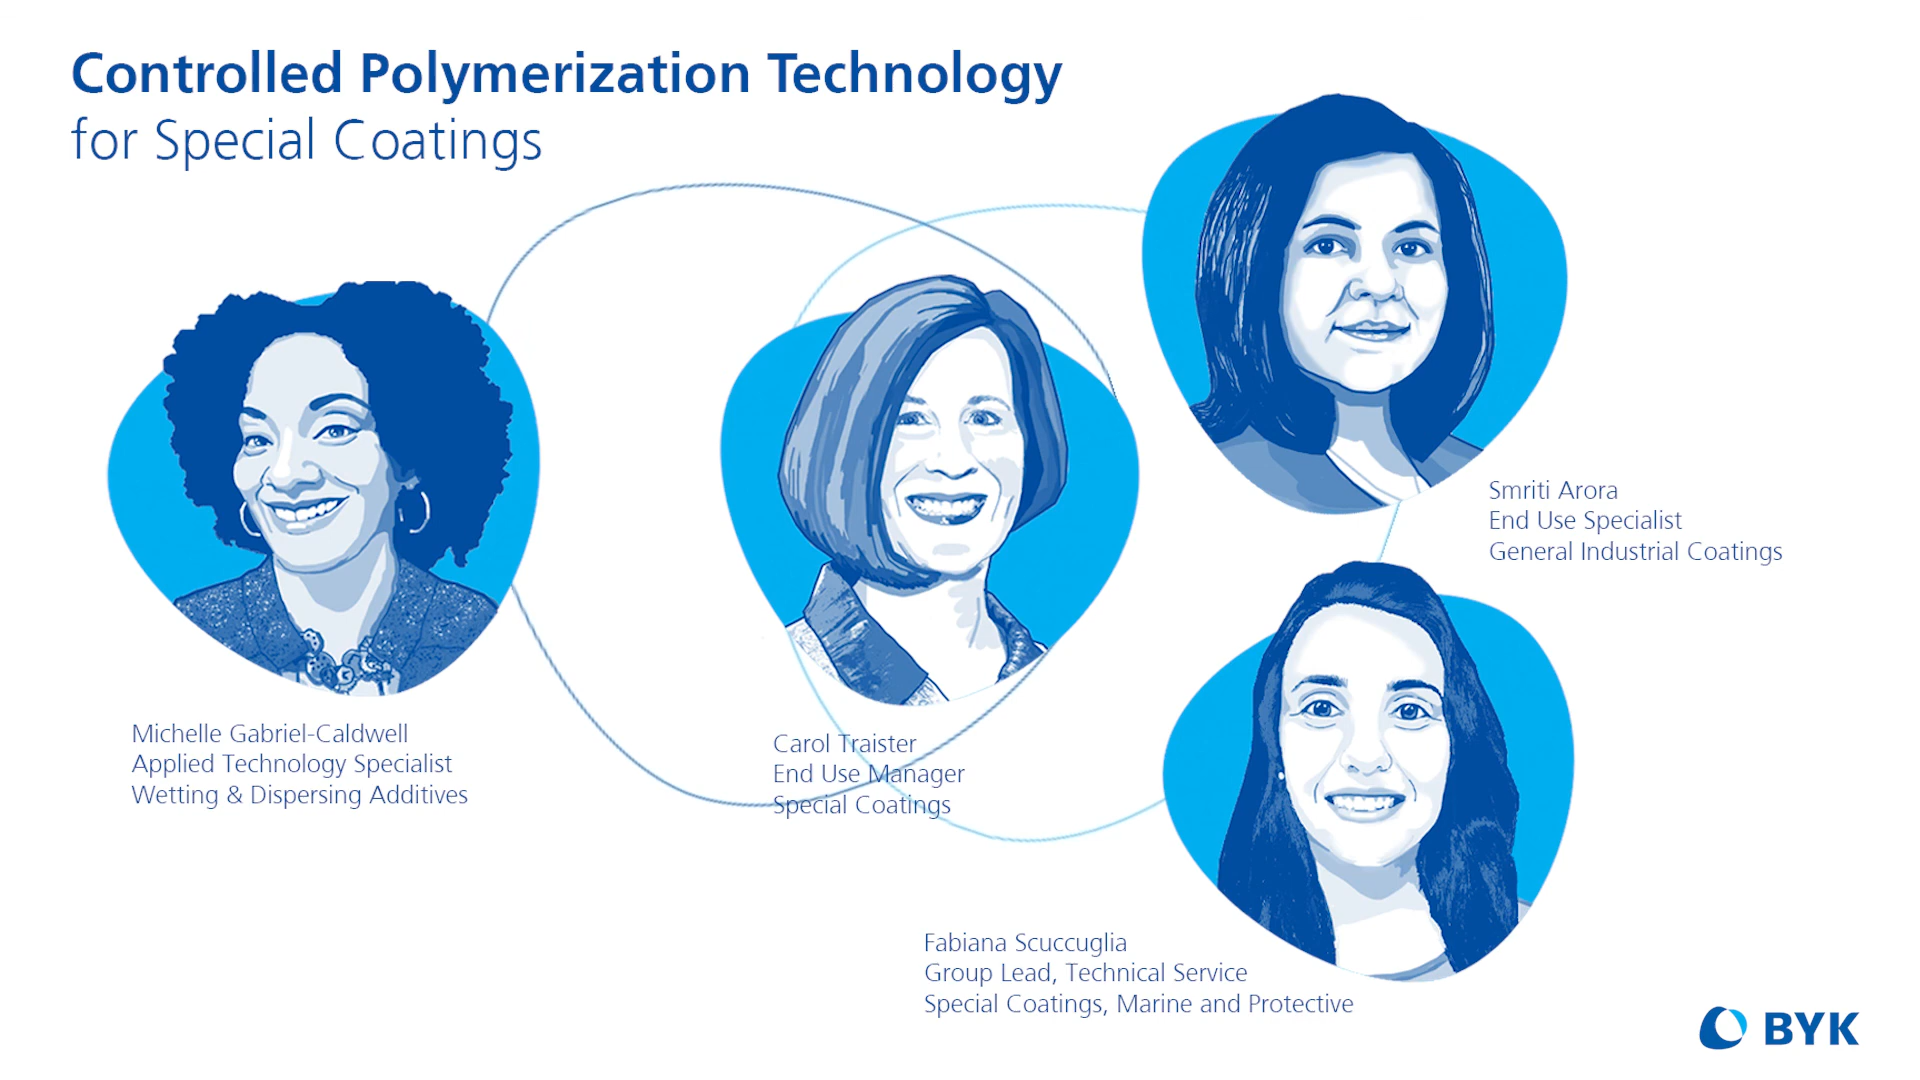 Controlled Polymerization Technology
for Special Coatings
Smriti Arora
End Use Specialist
General Industrial Coatings
Michelle Gabriel-Caldwell
Applied Technology Specialist
Wetting & Dispersing Additives
Carol Traister
End Use Manager
Special Coatings
Fabiana Scuccuglia
Group Lead, Technical Service
Special Coatings, Marine and Protective
BYK